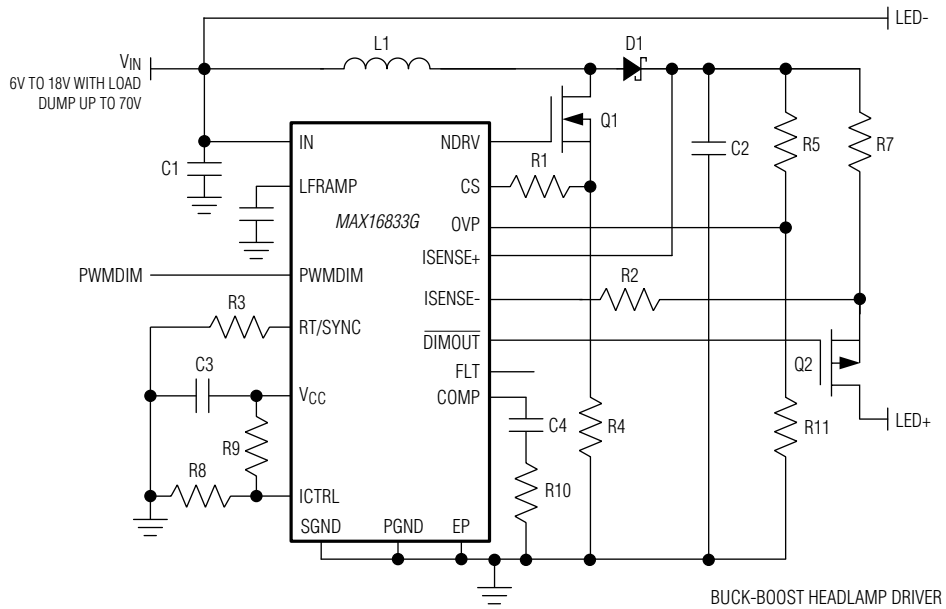 LED-
L1
D1
VIN
6V TO 18V WITH LOAD
DUMP UP TO 70V
Q1
IN
NDRV
C1
R1
C2
R5
R7
LFRAMP
CS
MAX16833G
OVP
ISENSE+
PWMDIM
PWMDIM
ISENSE-
R2
R3
RT/SYNC
DIMOUT
Q2
C3
FLT
VCC
COMP
C4
R4
R11
LED+
R9
R8
R10
ICTRL
SGND
PGND
EP
BUCK-BOOST HEADLAMP DRIVER